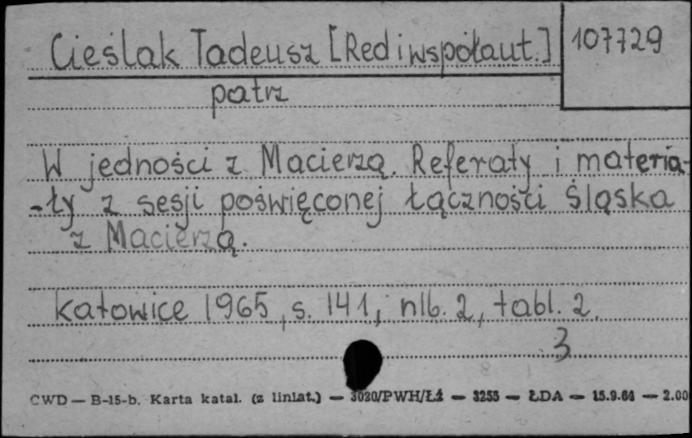 Cieślak Tadeusz [Red i współaut.] 107729
patrz
W jedności z Macierzą. Referaty i materia-
-ły z sesji poświęconej łączności Śląska
z Macierzą.
Katowice 1965, s. 141, nlb. 2, tabl. 2.
3
CWD — B-15-b. Karta katal. (z liniat.) — 3020/PWH/Łź — 3255 — ŁDA — 15.9.66 — 2.00